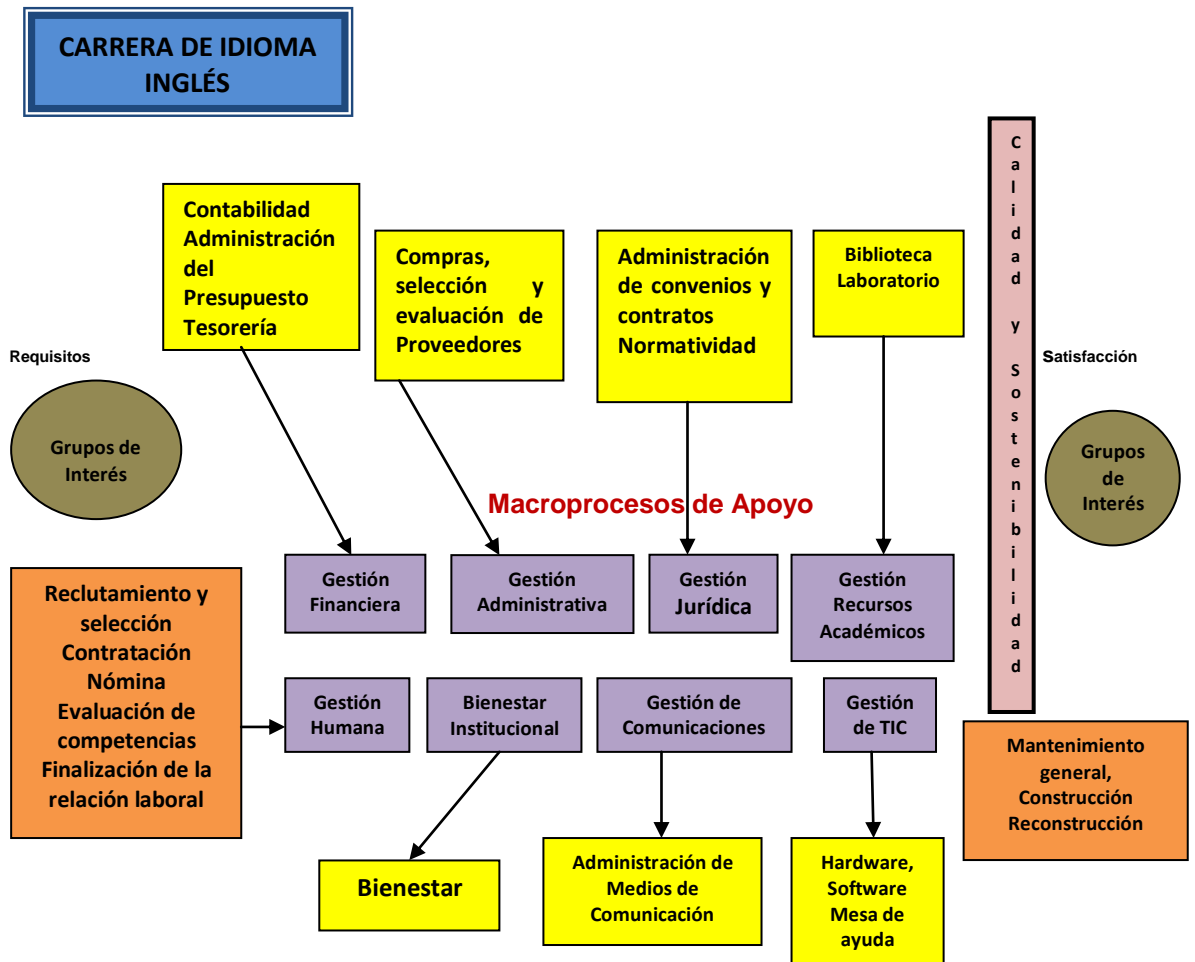 CARRERA DE IDIOMA
INGLÉS
Contabilidad
Administración
del
Presupuesto
Tesorería
Compras,
selección y
evaluación de
Proveedores
Administración
de convenios y
contratos
Normatividad
Biblioteca
Laboratorio
Calidad y Sostenibilidad
Requisitos
Grupos de
Interés
Satisfacción
Grupos
de
Interés
Macroprocesos de Apoyo
Gestión
Financiera
Gestión
Administrativa
Gestión
Jurídica
Gestión
Recursos
Académicos
Reclutamiento y
selección
Contratación
Nómina
Evaluación de
competencias
Finalización de la
relación laboral
Gestión
Humana
Bienestar
Institucional
Gestión de
Comunicaciones
Gestión
de TIC
Mantenimiento
general,
Construcción
Reconstrucción
Bienestar
Administración de
Medios de
Comunicación
Hardware,
Software
Mesa de
ayuda